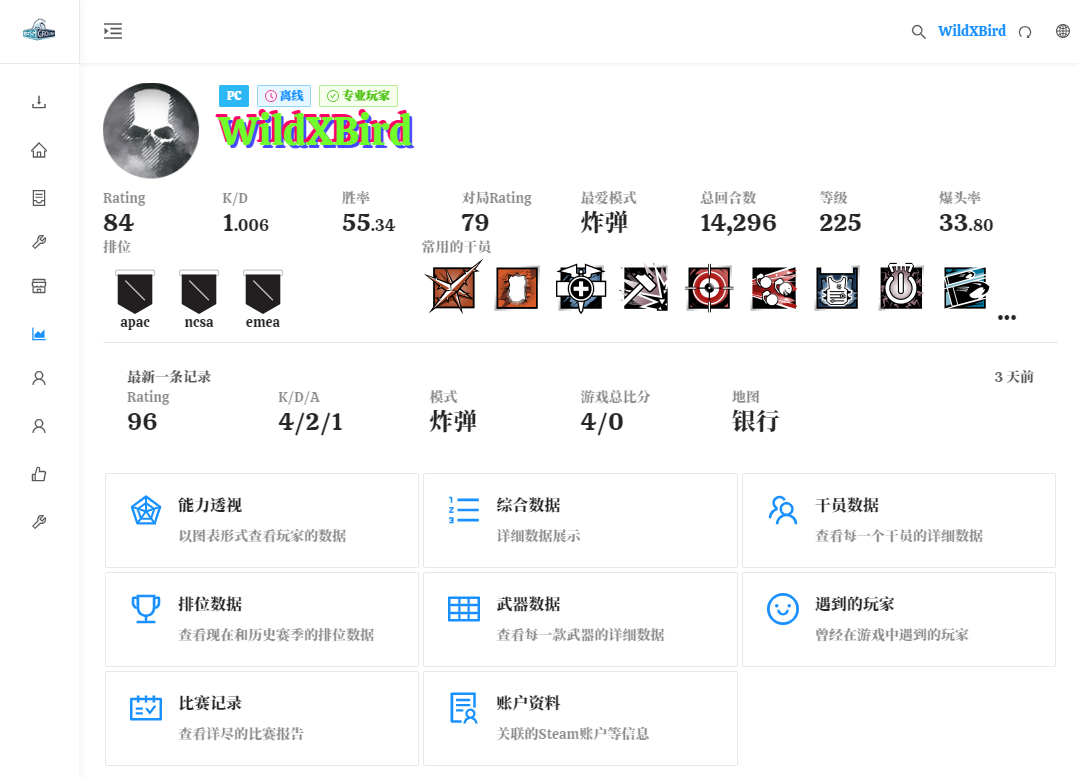 WildXBird
PC 离线 专业玩家
WildXBird
Rating K/D 胜率 对局Rating 最爱模式 总回合数 等级 爆头率
84 1.006 55.34 79 炸弹 14,296 225 33.80
排位 常用的干员
apac ncsa emea •••
最新一条记录 3 天前
Rating K/D/A 模式 游戏总比分 地图
96 4/2/1 炸弹 4/0 银行
能力透视
以图表形式查看玩家的数据
综合数据
详细数据展示
干员数据
查看每一个干员的详细数据
排位数据
查看现在和历史赛季的排位数据
武器数据
查看每一款武器的详细数据
遇到的玩家
曾经在游戏中遇到的玩家
比赛记录
查看详尽的比赛报告
账户资料
关联的Steam账户等信息